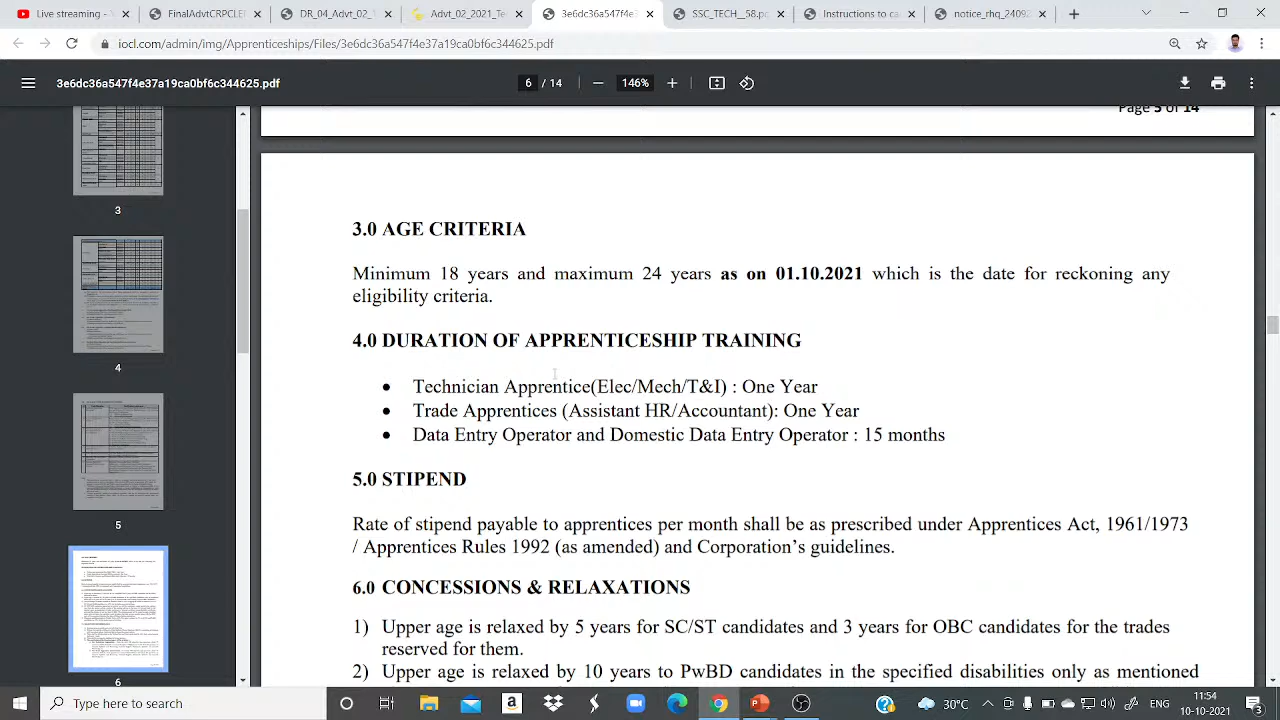 Live streaming
FinalAdvtCRPCLE
DR_04_Advt_02_
Advt_2_2021_Te
3e6dc36a547f4e3
_58.pdf
Instructions to ca
notice_rhq_2409
iocl.com/admin/img/Apprenticeships/Files/3e6dc36a547f4e37a19ca0bf6c344625.pdf
3e6dc36a547f4e37a19ca0bf6c344625.pdf
6 / 14
146%
3
4
5
6
Page 5 of 14
3.0 AGE CRITERIA
Minimum 18 years and maximum 24 years as on 01.10.2021 which is the date for reckoning any
eligibility criteria.
4.0 DURATION OF APPRENTICESHIP TRAINING
• Technician Apprentice(Elec/Mech/T&I) : One Year
• Trade Apprentices (Assistant HR/Accountant): One Year
• Data Entry Operator and Domestic Data Entry Operator : 15 months
5.0 STIPEND
Rate of stipend payable to apprentices per month shall be as prescribed under Apprentices Act, 1961/1973
/ Apprentices Rules 1992 (as amended) and Corporation's guidelines.
6.0 CONCESSIONS & RELAXATIONS
1) Upper age is relaxed by 5 years for SC/ST candidates and 3 years for OBC candidates for the trades
reserved for them.
2) Upper age is relaxed by 10 years to PwBD candidates in the specified disabilities only as mentioned
Type here to search
30°C
11:54
10-10-2021